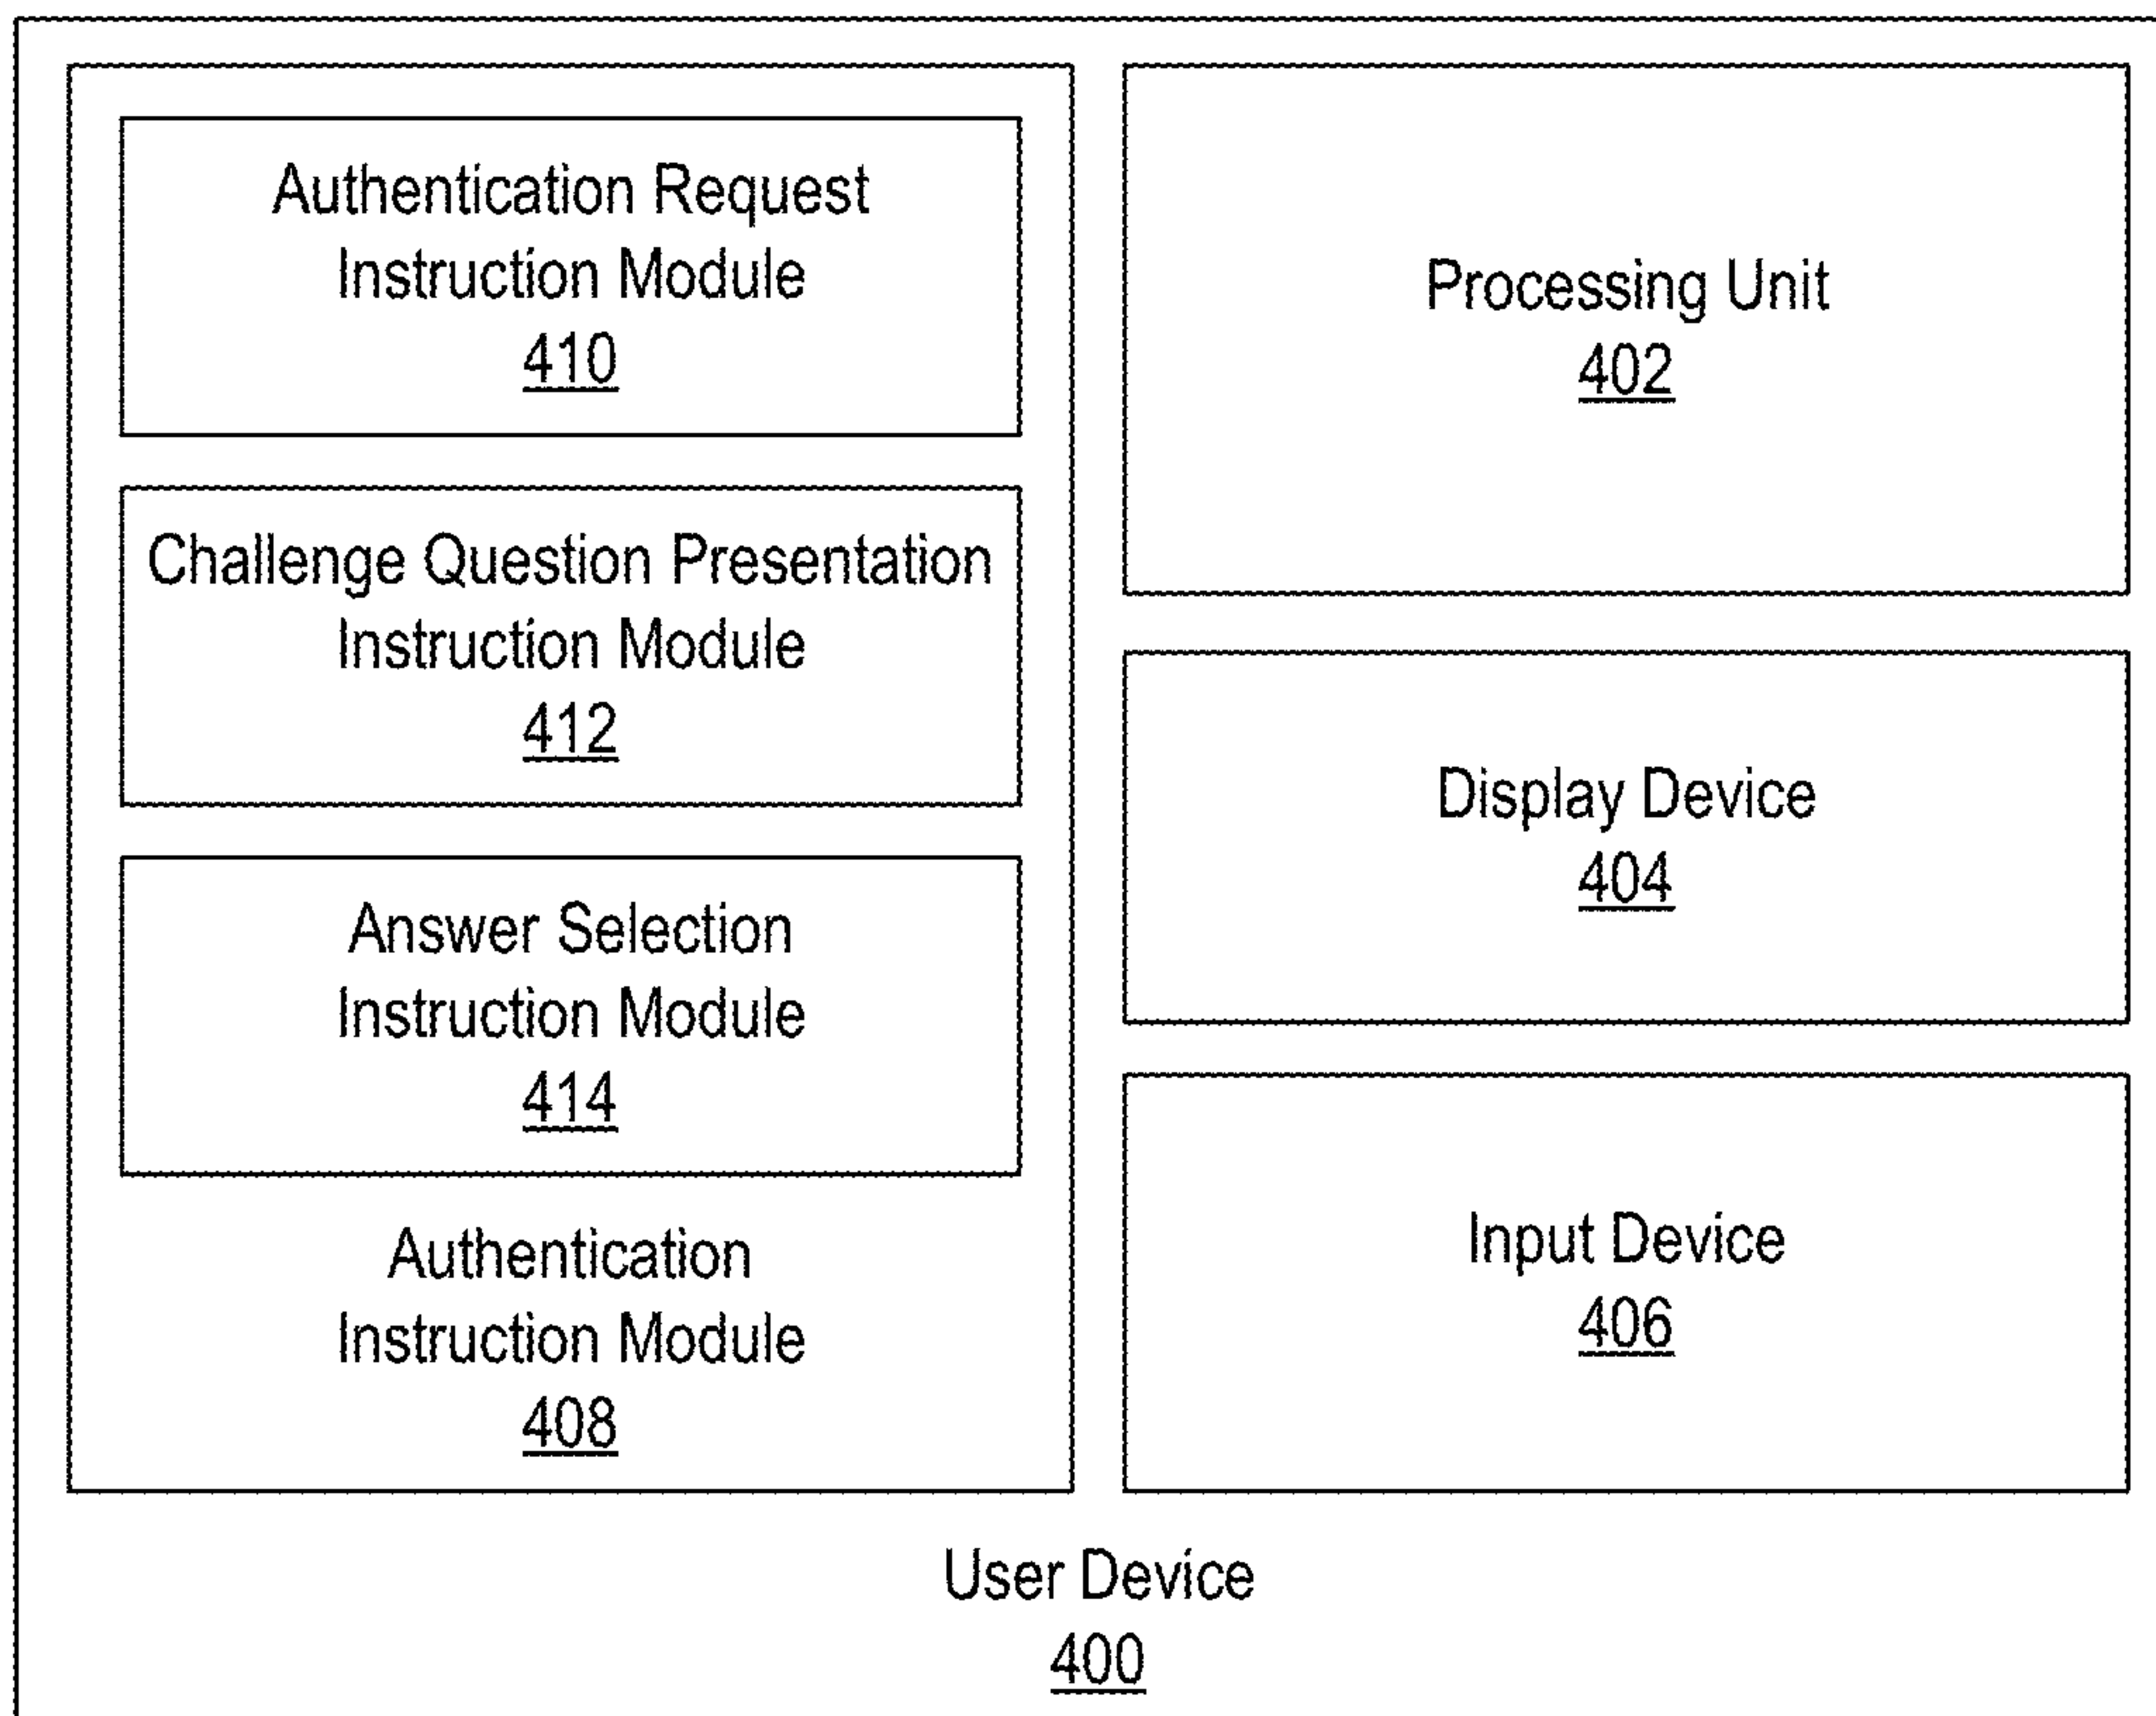 Authentication Request
Instruction Module
410
Challenge Question Presentation
Instruction Module
412
Answer Selection
Instruction Module
414
Authentication
Instruction Module
408
Processing Unit
402
Display Device
404
Input Device
406
User Device
400